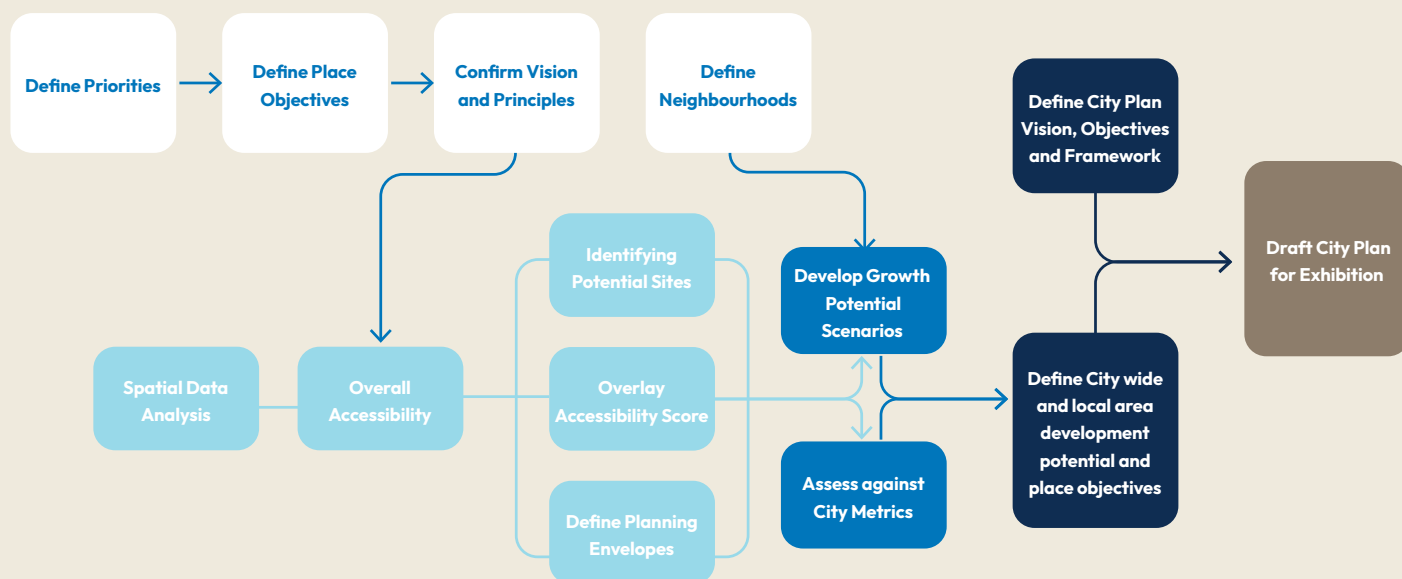 Define Priorities
Define Place
Objectives
Confirm Vision
and Principles
Define
Neighbourhoods
Define City Plan
Vision, Objectives
and Framework
Draft City Plan
for Exhibition
Identifying
Potential Sites
Develop Growth
Potential
Scenarios
Spatial Data
Analysis
Overall
Accessibility
Overlay
Accessibility Score
Define City wide
and local area
development
potential and
place objectives
Assess against
City Metrics
Define Planning
Envelopes